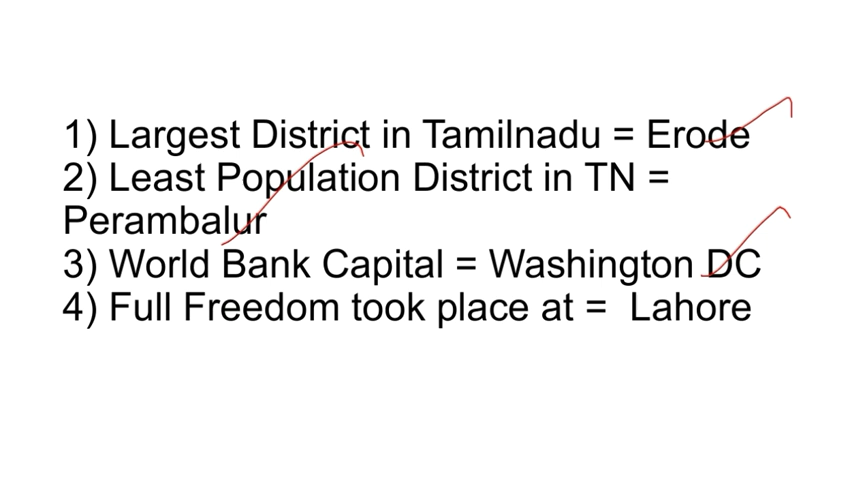 1) Largest District in Tamilnadu = Erode
2) Least Population District in TN =
Perambalur
3) World Bank Capital = Washington DC
4) Full Freedom took place at =  Lahore